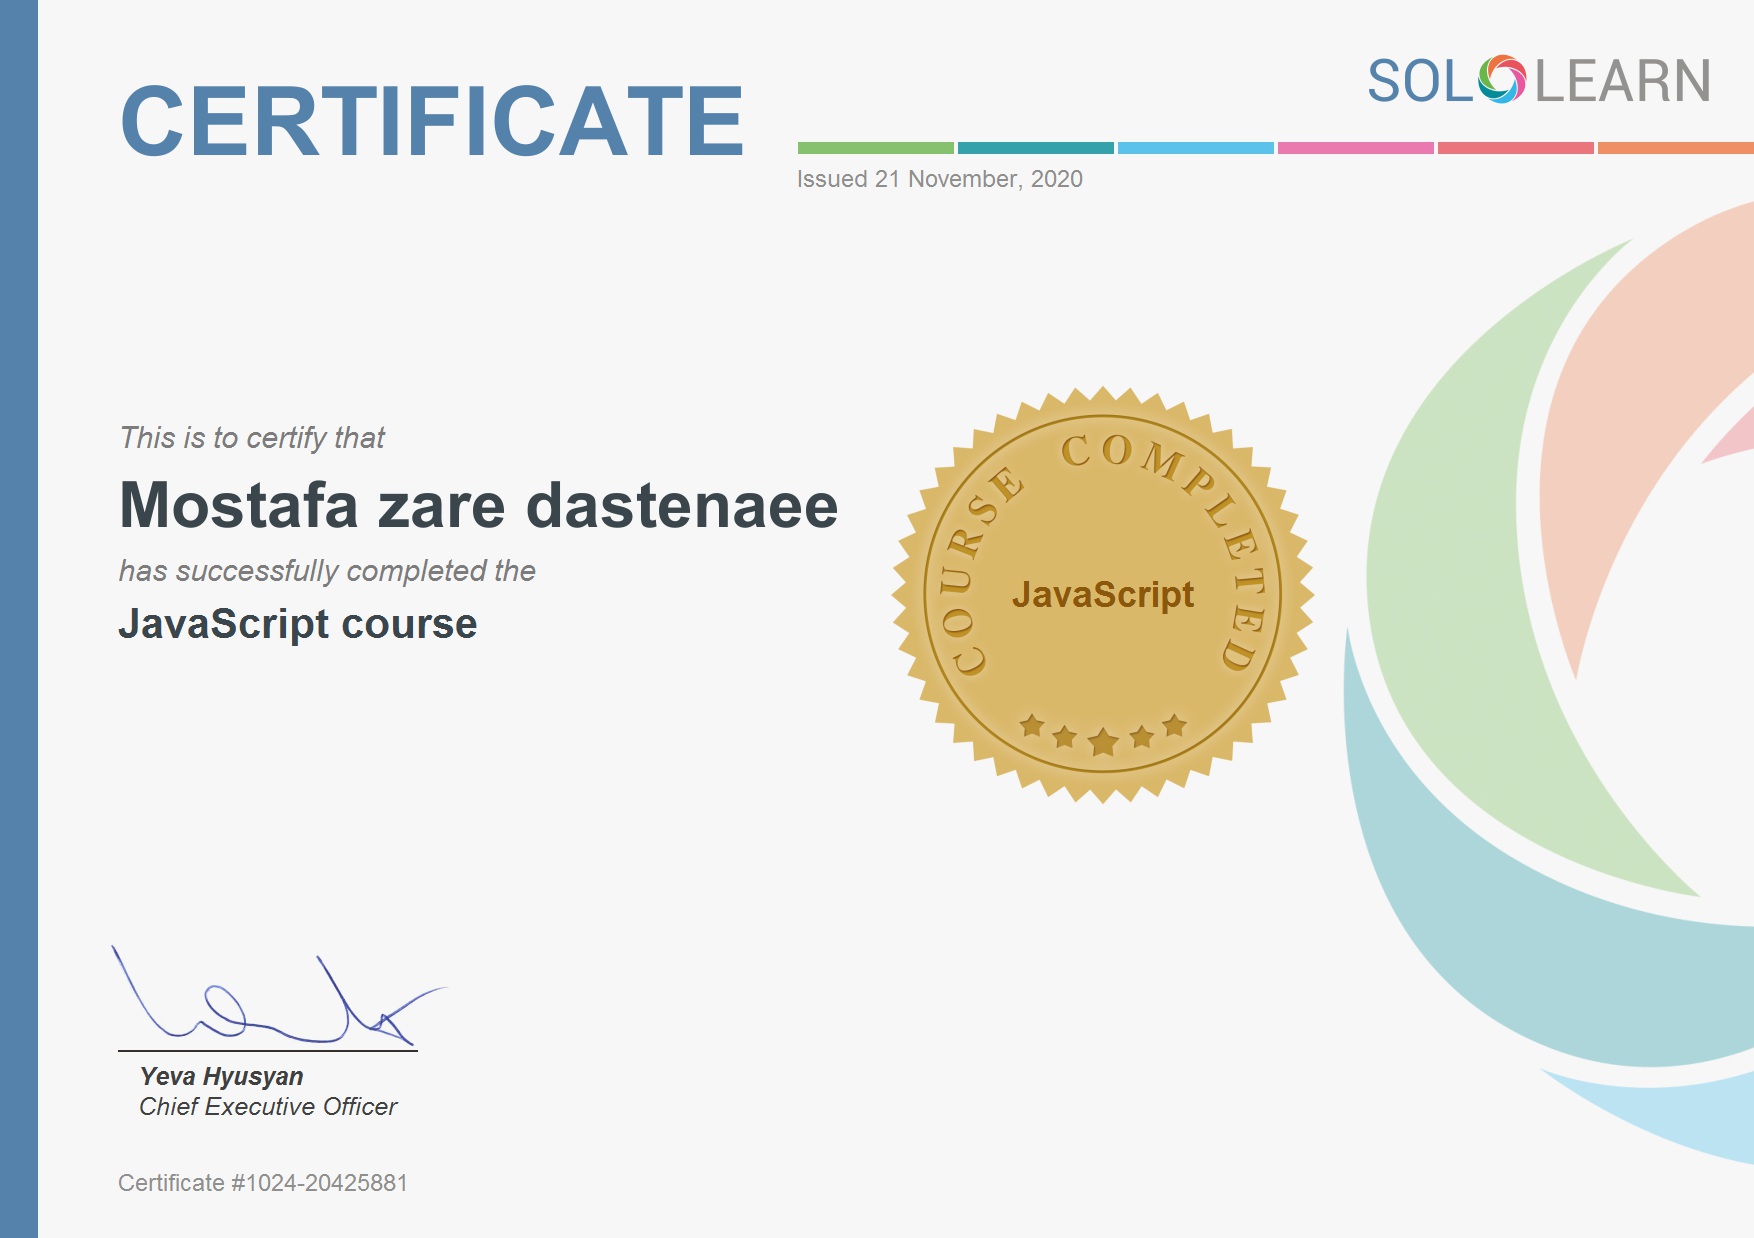 CERTIFICATE
SOLOLEARN
Issued 21 November, 2020
This is to certify that
Mostafa zare dastenaee
has successfully completed the
JavaScript course
COURSE COMPLETED
JavaScript
Yeva Hyusyan
Chief Executive Officer
Certificate #1024-20425881